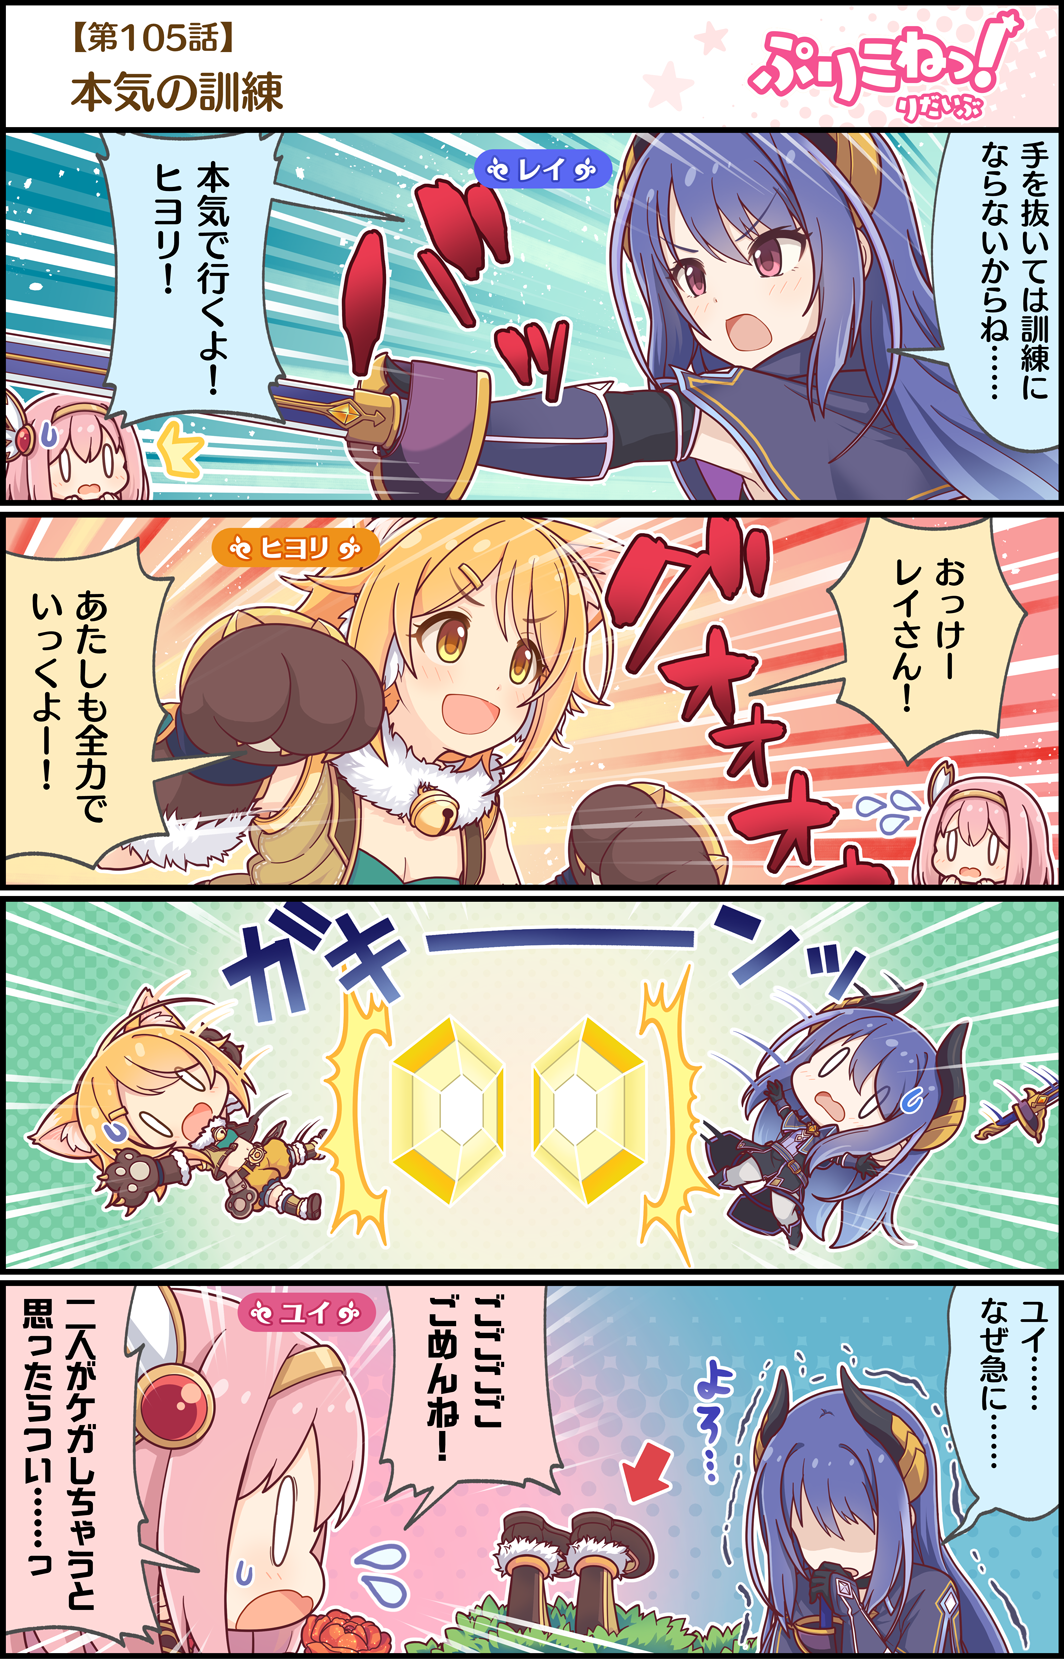 【第105話】
本気の訓練
ぷりこねっ!
りだいぶ
手を抜いては訓練に
ならないからね……
レイ
本気で行くよ!
ヒヨリ!
バッ
おっけー
レイさん!
グオオオオ
ヒヨリ
あたしも全力で
いっくよー!
ガキーンッ
ユイ……
なぜ急に……
よろ…
ごごごごご
ごめんね!
ユイ
二人がケガしちゃうと
思ったらつい……っ